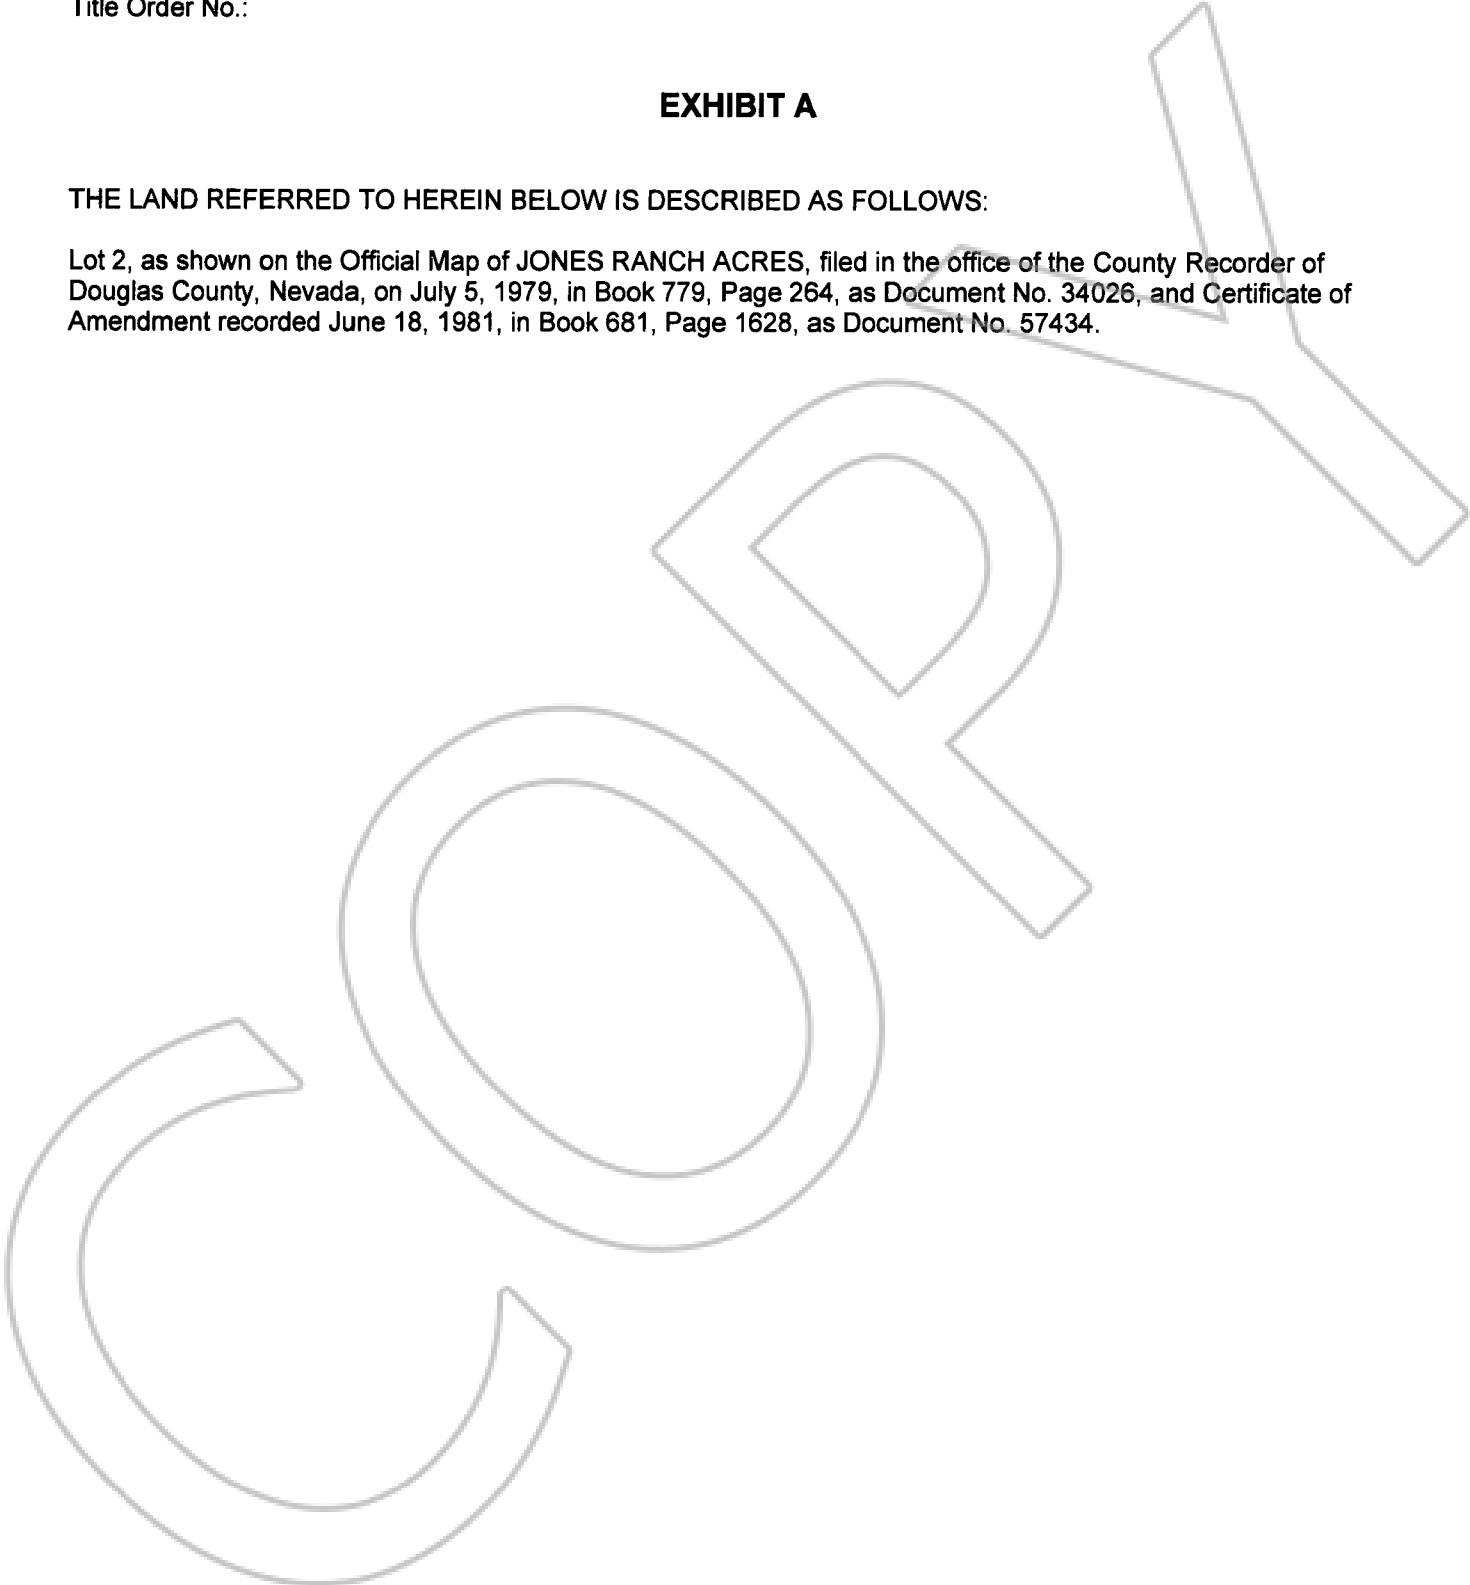 Title Order No.:
EXHIBIT A
THE LAND REFERRED TO HEREIN BELOW IS DESCRIBED AS FOLLOWS:
Lot 2, as shown on the Official Map of JONES RANCH ACRES, filed in the office of the County Recorder of
Douglas County, Nevada, on July 5, 1979, in Book 779, Page 264, as Document No. 34026, and Certificate of
Amendment recorded June 18, 1981, in Book 681, Page 1628, as Document No. 57434.
COPY